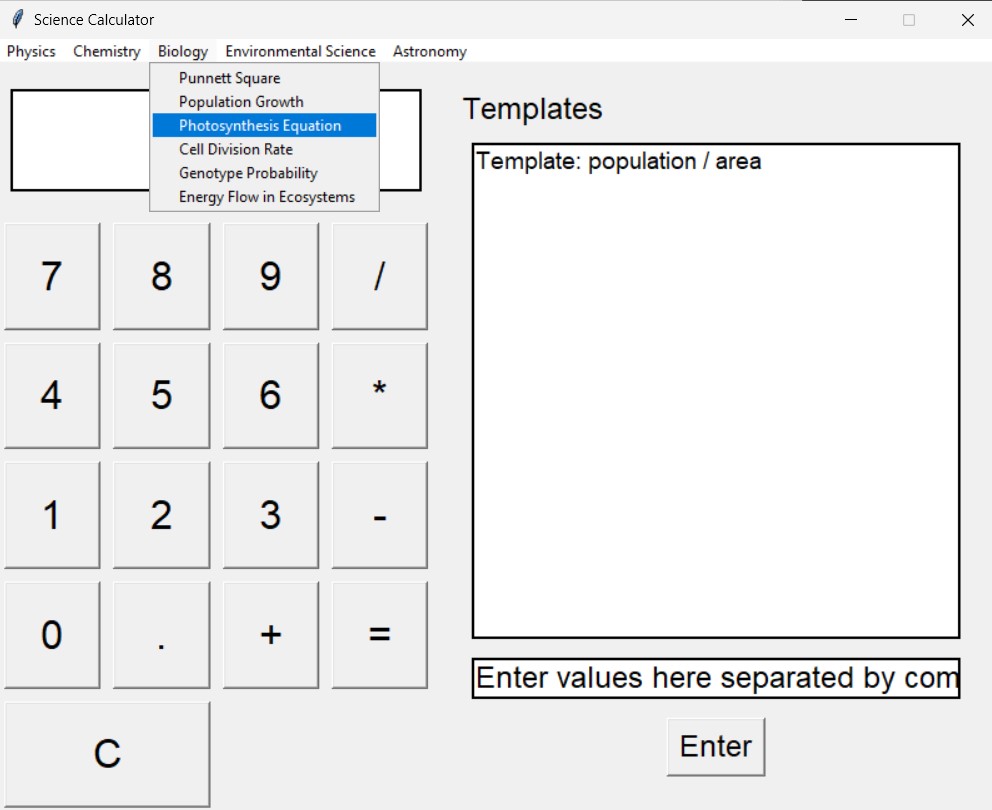 Science Calculator
Physics Chemistry Biology Environmental Science Astronomy
Punnett Square
Population Growth
Photosynthesis Equation
Cell Division Rate
Genotype Probability
Energy Flow in Ecosystems
Templates
Template: population / area
7 8 9 /
4 5 6 *
1 2 3 -
0 . + =
C
Enter values here separated by com
Enter